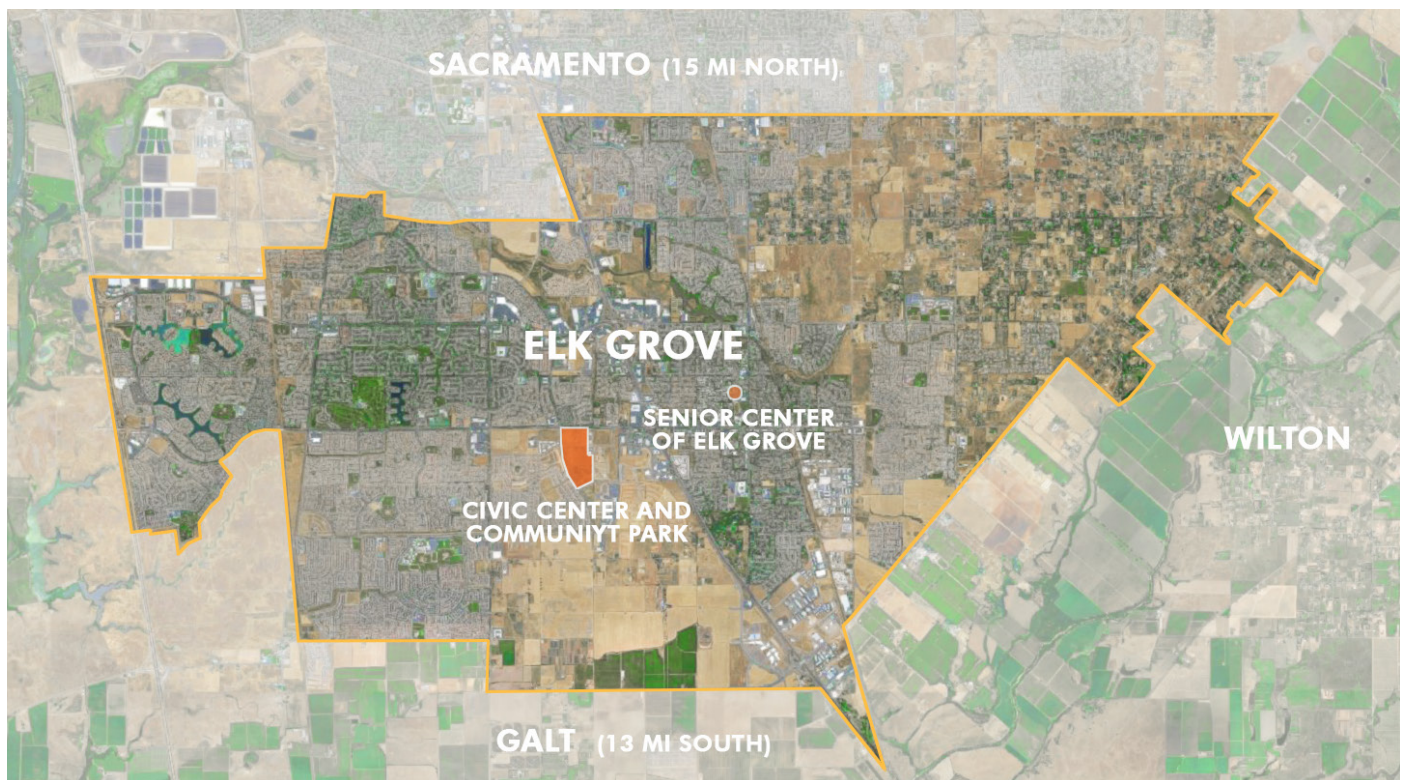 SACRAMENTO (15 MI NORTH)
ELK GROVE
SENIOR CENTER
OF ELK GROVE
WILTON
CIVIC CENTER AND
COMMUNIYT PARK
GALT (13 MI SOUTH)